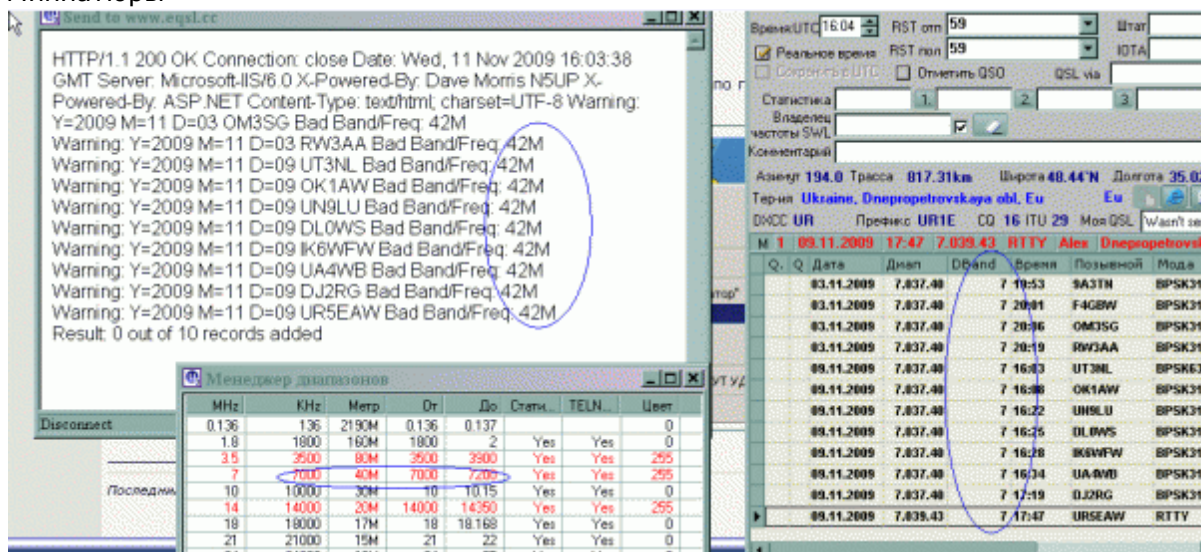 Миниатюры
Send to www.eqsl.cc
HTTP/1.1 200 OK Connection: close Date: Wed, 11 Nov 2009 16:03:38
GMT Server: Microsoft-IIS/6.0 X-Powered-By: Dave Morris N5UP X-
Powered-By: ASP.NET Content-Type: text/html; charset=UTF-8 Warning:
Y=2009 M=11 D=03 OM3SG Bad Band/Freq: 42M
Warning: Y=2009 M=11 D=03 RW3AA Bad Band/Freq: 42M
Warning: Y=2009 M=11 D=09 UT3NL Bad Band/Freq: 42M
Warning: Y=2009 M=11 D=09 OK1AW Bad Band/Freq: 42M
Warning: Y=2009 M=11 D=09 UN9LU Bad Band/Freq: 42M
Warning: Y=2009 M=11 D=09 DL0WS Bad Band/Freq: 42M
Warning: Y=2009 M=11 D=09 IK6WFW Bad Band/Freq: 42M
Warning: Y=2009 M=11 D=09 UA4WB Bad Band/Freq: 42M
Warning: Y=2009 M=11 D=09 DJ2RG Bad Band/Freq: 42M
Warning: Y=2009 M=11 D=09 UR5EAW Bad Band/Freq: 42M
Result: 0 out of 10 records added
Disconnect
Менеджер диапазонов
MHz KHz Метр От До Стати... TELN... Цвет
0.136 136 2190M 0.136 0.137 0
1.8 1800 160M 1800 2 Yes Yes 0
3.5 3500 80M 3500 3900 Yes Yes 255
7 7000 40M 7000 7200 Yes Yes 255
10 10000 30M 10 10.15 Yes Yes 0
14 14000 20M 14000 14350 Yes Yes 255
18 18000 17M 18 18.168 Yes Yes 0
21 21000 15M 21 22 Yes Yes 0
Время:UTC 16:04 RST отп 59 Штат
Реальное время RST пол 59 IOTA
Отметить QSO QSL via
Статистика 1. 2. 3.
Владелец
частоты SWL
Комментарий
Азимут 194.0 Трасса 817.31km Широта 48.44'N Долгота 35.02
Тер-ия Ukraine, Dnepropetrovskaya obl, Eu Eu
DXCC UR Префикс UR1E CQ 16 ITU 29 Моя QSL Wasn't se
M 1 09.11.2009 17:47 7.039.43 RTTY Alex Dnepropetrovsk
Q. Q Дата Диап DBand Время Позывной Мода
03.11.2009 7.037.40 7 19:53 9A3TN BPSK31
03.11.2009 7.037.40 7 20:01 F4GBW BPSK31
03.11.2009 7.037.40 7 20:06 OM3SG BPSK31
03.11.2009 7.037.40 7 20:19 RW3AA BPSK31
09.11.2009 7.037.40 7 16:03 UT3NL BPSK63
09.11.2009 7.037.40 7 16:08 OK1AW BPSK31
09.11.2009 7.037.40 7 16:22 UN9LU BPSK31
09.11.2009 7.037.40 7 16:25 DL0WS BPSK31
09.11.2009 7.037.40 7 16:28 IK6WFW BPSK31
09.11.2009 7.037.40 7 16:34 UA4WB BPSK31
09.11.2009 7.037.40 7 17:19 DJ2RG BPSK31
09.11.2009 7.039.43 7 17:47 UR5EAW RTTY